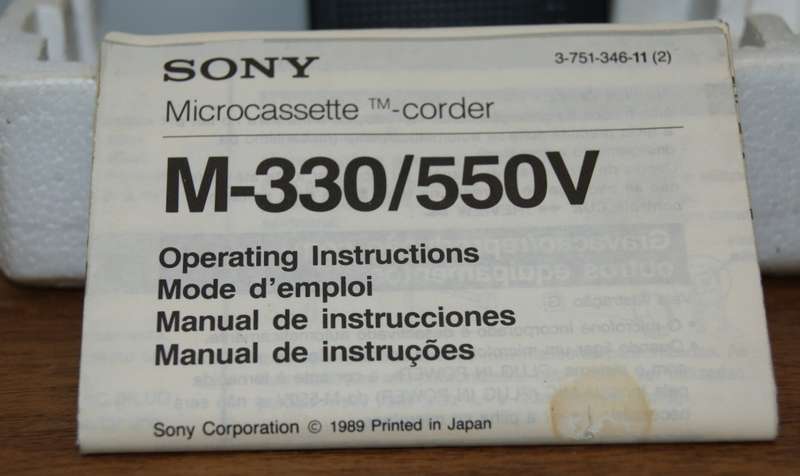 SONY
3-751-346-11 (2)
Microcassette ™-corder
M-330/550V
Operating Instructions
Mode d'emploi
Manual de instrucciones
Manual de instruções
Sony Corporation © 1989 Printed in Japan